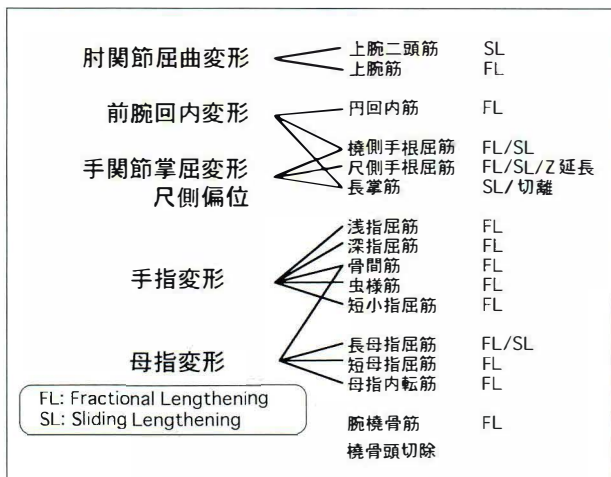 肘関節屈曲変形
上腕二頭筋 SL
上腕筋 FL
前腕回内変形
円回内筋 FL
手関節掌屈変形
尺側偏位
橈側手根屈筋 FL/SL
尺側手根屈筋 FL/SL/Z延長
長掌筋 SL/切離
手指変形
浅指屈筋 FL
深指屈筋 FL
骨間筋 FL
虫様筋 FL
短小指屈筋 FL
母指変形
長母指屈筋 FL/SL
短母指屈筋 FL
母指内転筋 FL
腕橈骨筋 FL
橈骨頭切除
FL: Fractional Lengthening
SL: Sliding Lengthening